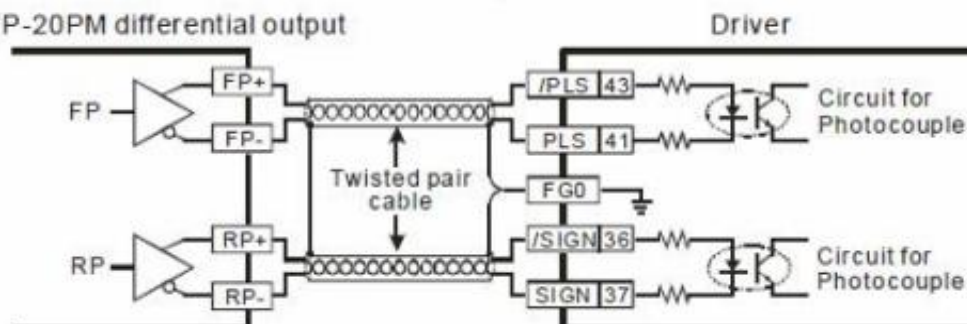 P-20PM differential output
Driver
FP
FP+
FP-
Twisted pair
cable
/PLS 43
PLS 41
FG0
Circuit for
Photocouple
RP
RP+
RP-
/SIGN 36
SIGN 37
Circuit for
Photocouple